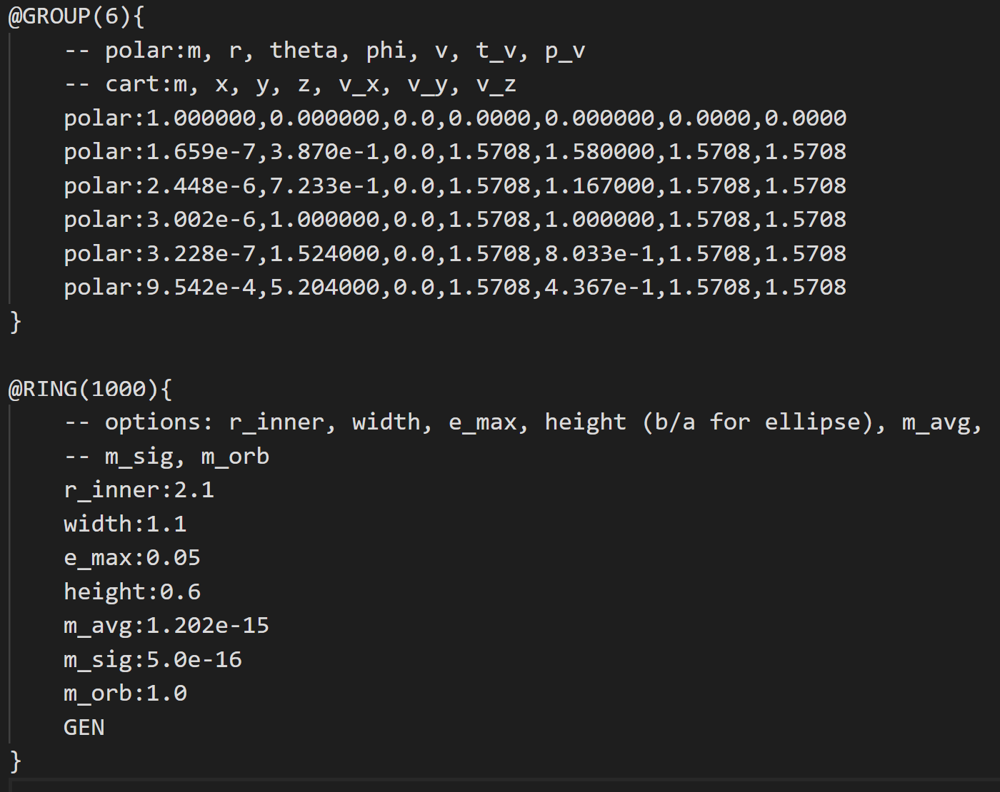 @GROUP(6){
-- polar:m, r, theta, phi, v, t_v, p_v
-- cart:m, x, y, z, v_x, v_y, v_z
polar:1.000000,0.000000,0.0,0.0000,0.000000,0.0000,0.0000
polar:1.659e-7,3.870e-1,0.0,1.5708,1.580000,1.5708,1.5708
polar:2.448e-6,7.233e-1,0.0,1.5708,1.167000,1.5708,1.5708
polar:3.002e-6,1.000000,0.0,1.5708,1.000000,1.5708,1.5708
polar:3.228e-7,1.524000,0.0,1.5708,8.033e-1,1.5708,1.5708
polar:9.542e-4,5.204000,0.0,1.5708,4.367e-1,1.5708,1.5708
}
@RING(1000){
-- options: r_inner, width, e_max, height (b/a for ellipse), m_avg,
-- m_sig, m_orb
r_inner:2.1
width:1.1
e_max:0.05
height:0.6
m_avg:1.202e-15
m_sig:5.0e-16
m_orb:1.0
GEN
}